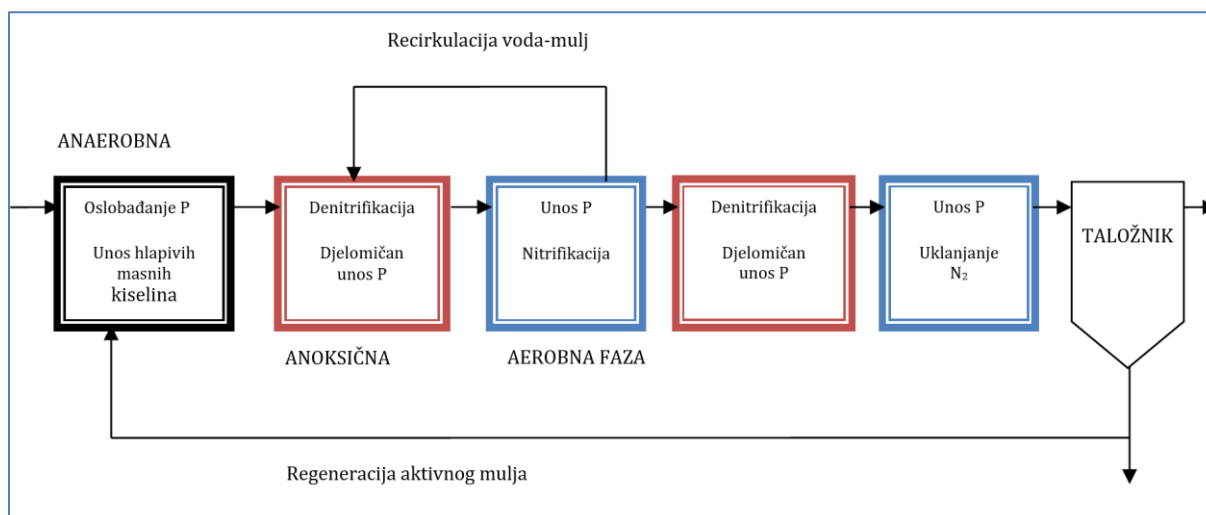 Recirkulacija voda-mulj
ANAEROBNA
Oslobađanje P
Unos hlapivih
masnih
kiselina
Denitrifikacija
Djelomičan
unos P
Unos P
Nitrifikacija
Denitrifikacija
Djelomičan
unos P
Unos P
Uklanjanje
N₂
TALOŽNIK
ANOKSIČNA
AEROBNA FAZA
Regeneracija aktivnog mulja